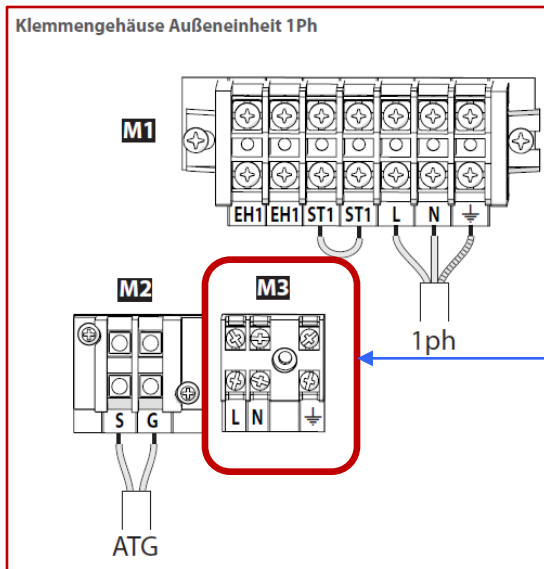 Klemmengehäuse Außeneinheit 1Ph
M1
EH1 EH1 ST1 ST1 L N
M2
M3
1ph
S G
L N
ATG